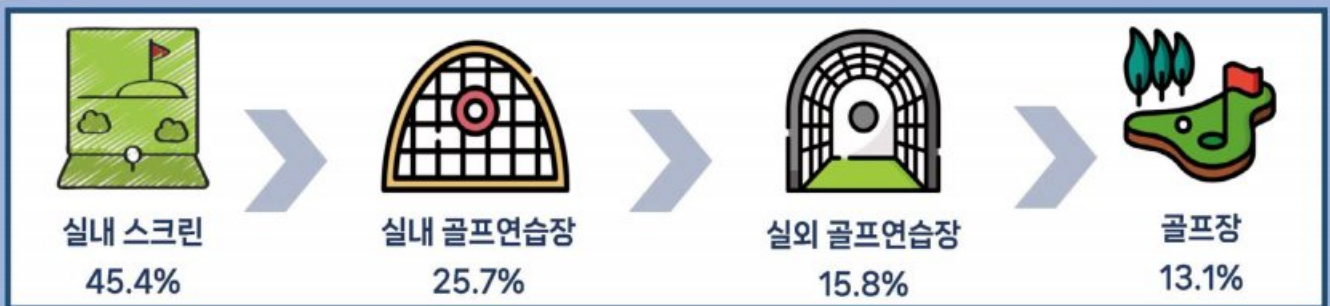 실내 스크린
45.4%
실내 골프연습장
25.7%
실외 골프연습장
15.8%
골프장
13.1%